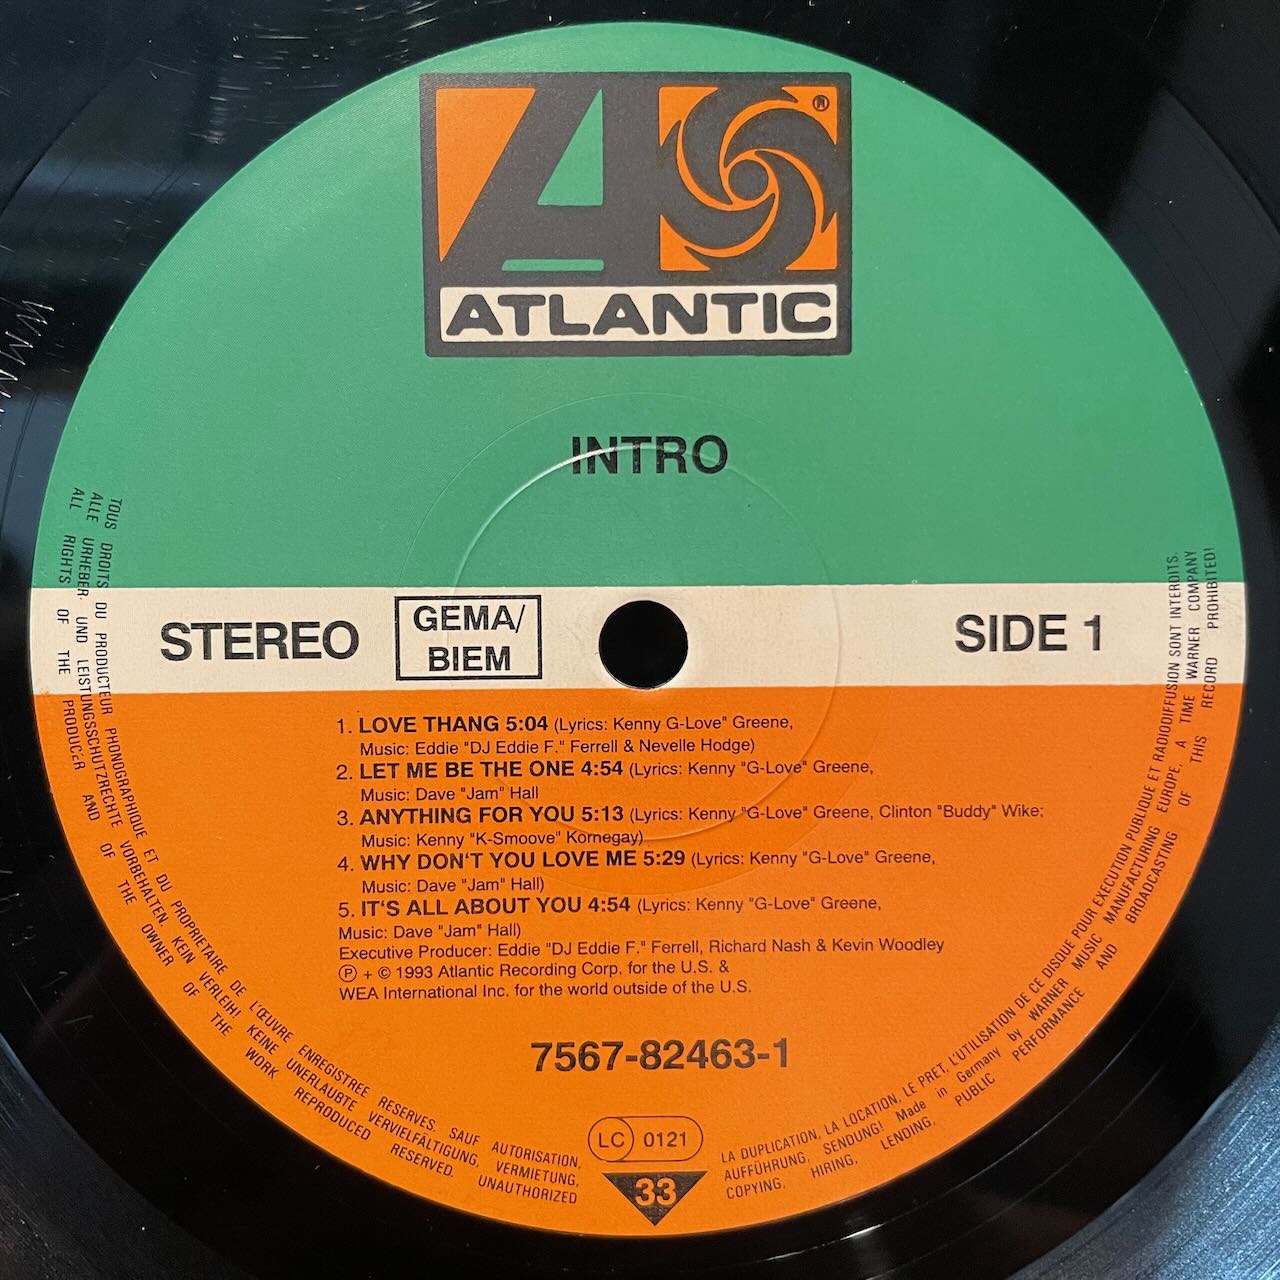 ATLANTIC
®
INTRO
STEREO
GEMA/
BIEM
SIDE 1
1. LOVE THANG 5:04 (Lyrics: Kenny G-Love" Greene,
Music: Eddie "DJ Eddie F." Ferrell & Nevelle Hodge)
2. LET ME BE THE ONE 4:54 (Lyrics: Kenny "G-Love" Greene,
Music: Dave "Jam" Hall
3. ANYTHING FOR YOU 5:13 (Lyrics: Kenny "G-Love" Greene, Clinton "Buddy" Wike;
Music: Kenny "K-Smoove" Kornegay)
4. WHY DON'T YOU LOVE ME 5:29 (Lyrics: Kenny "G-Love" Greene,
Music: Dave "Jam" Hall)
5. IT'S ALL ABOUT YOU 4:54 (Lyrics: Kenny "G-Love" Greene,
Music: Dave "Jam" Hall)
Executive Producer: Eddie "DJ Eddie F." Ferrell, Richard Nash & Kevin Woodley
℗ + © 1993 Atlantic Recording Corp. for the U.S. &
WEA International Inc. for the world outside of the U.S.
7567-82463-1
LC 0121
33
TOUS DROITS DU PRODUCTEUR PHONOGRAPHIQUE ET DU PROPRIETAIRE DE L'ŒUVRE ENREGISTREE RESERVES. SAUF AUTORISATION, LA DUPLICATION, LA LOCATION, LE PRET, L'UTILISATION DE CE DISQUE POUR EXECUTION PUBLIQUE ET RADIODIFFUSION SONT INTERDITS.
ALLE URHEBER UND LEISTUNGSSCHUTZRECHTE VORBEHALTEN. KEIN VERLEIH! KEINE UNERLAUBTE VERVIELFÄLTIGUNG, VERMIETUNG, AUFFÜHRUNG, SENDUNG! Made in Germany by WARNER MUSIC MANUFACTURING EUROPE, A TIME WARNER COMPANY
ALL RIGHTS OF THE PRODUCER AND OF THE OWNER OF THE WORK REPRODUCED RESERVED. UNAUTHORIZED COPYING, HIRING, LENDING, PUBLIC PERFORMANCE AND BROADCASTING OF THIS RECORD PROHIBITED!